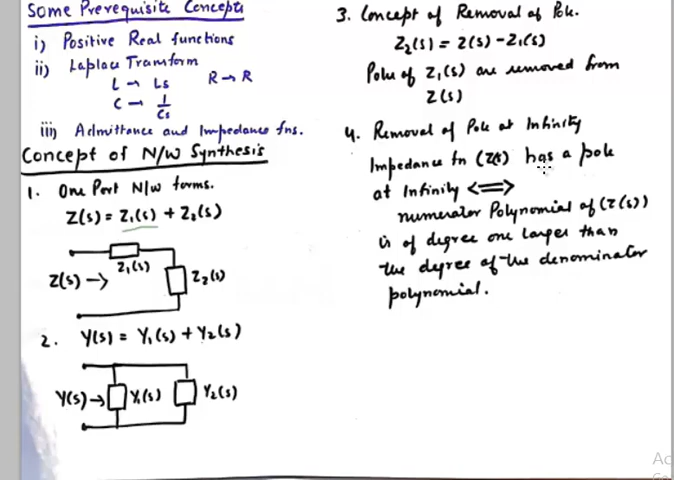 Some Prerequisite Concepts
i) Positive Real functions
ii) Laplace Transform
L → Ls R → R
C → 1/Cs
iii) Admittance and Impedance fns.
Concept of N/W Synthesis
1. One Port N/W forms.
Z(s) = Z₁(s) + Z₂(s)
Z₁(s)
Z(s) → Z₂(s)
2. Y(s) = Y₁(s) + Y₂(s)
Y(s) → Y₁(s) Y₂(s)
3. Concept of Removal of Pole.
Z₂(s) = Z(s) - Z₁(s)
Poles of Z₁(s) are removed from
Z(s)
4. Removal of Pole at Infinity
Impedance fn (Z(s)) has a pole
at Infinity <=>
numerator Polynomial of (Z(s))
is of degree one larger than
the degree of the denominator
polynomial.
Ac